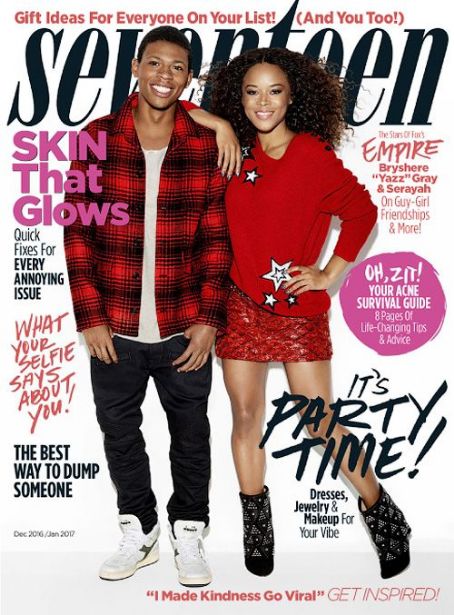 Gift Ideas For Everyone On Your List! (And You Too!)
seventeen
SKIN
That
Glows
Quick
Fixes For
EVERY
ANNOYING
ISSUE
WHAT
YOUR
SELFIE
SAYS
ABOUT
YOU!
THE BEST
WAY TO DUMP
SOMEONE
Dec 2016/Jan 2017
The Stars Of Fox's
EMPIRE
Bryshere
"Yazz" Gray
& Serayah
On Guy-Girl
Friendships
& More!
OH, ZIT!
YOUR ACNE
SURVIVAL GUIDE
8 Pages Of
Life-Changing Tips
& Advice
IT'S
PARTY
TIME!
Dresses,
Jewelry &
Makeup For
Your Vibe
"I Made Kindness Go Viral" GET INSPIRED!